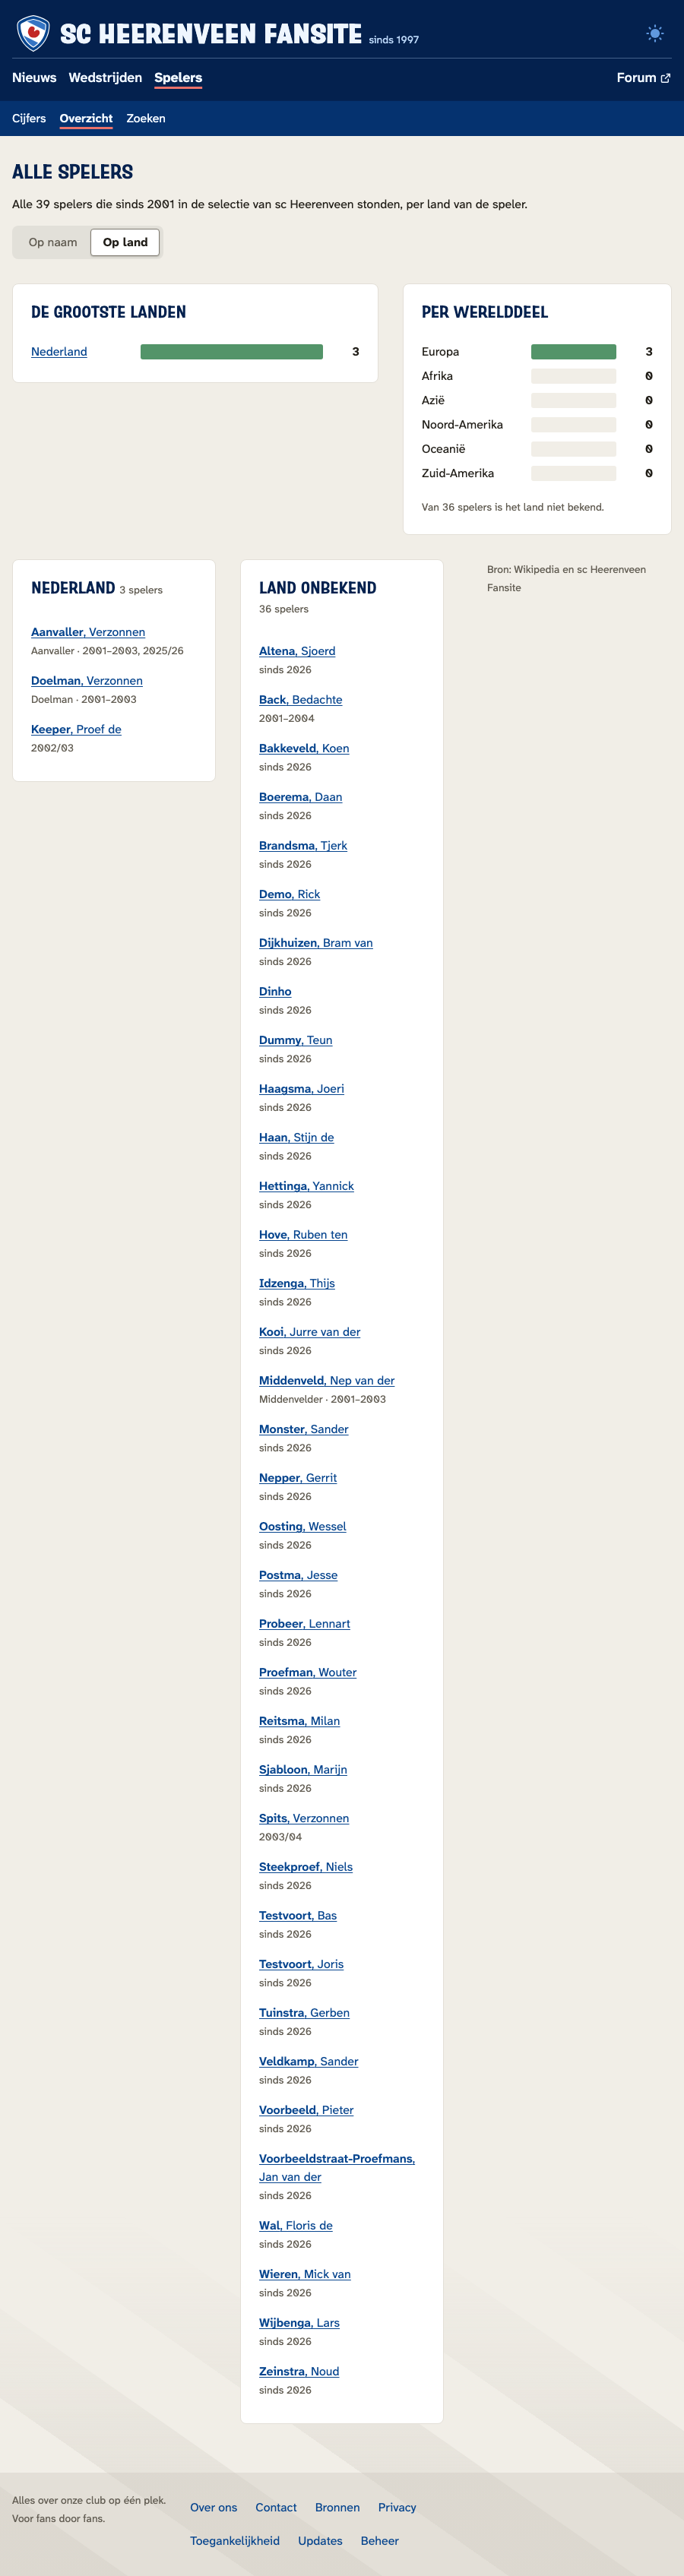 SC HEERENVEEN FANSITE sinds 1997
Nieuws Wedstrijden Spelers Forum
Cijfers Overzicht Zoeken
ALLE SPELERS
Alle 39 spelers die sinds 2001 in de selectie van sc Heerenveen stonden, per land van de speler.
Op naam Op land
DE GROOTSTE LANDEN
Nederland 3
PER WERELDDEEL
Europa 3
Afrika 0
Azië 0
Noord-Amerika 0
Oceanië 0
Zuid-Amerika 0
Van 36 spelers is het land niet bekend.
NEDERLAND 3 spelers
Aanvaller, Verzonnen
Aanvaller · 2001–2003, 2025/26
Doelman, Verzonnen
Doelman · 2001–2003
Keeper, Proef de
2002/03
LAND ONBEKEND
36 spelers
Altena, Sjoerd
sinds 2026
Back, Bedachte
2001–2004
Bakkeveld, Koen
sinds 2026
Boerema, Daan
sinds 2026
Brandsma, Tjerk
sinds 2026
Demo, Rick
sinds 2026
Dijkhuizen, Bram van
sinds 2026
Dinho
sinds 2026
Dummy, Teun
sinds 2026
Haagsma, Joeri
sinds 2026
Haan, Stijn de
sinds 2026
Hettinga, Yannick
sinds 2026
Hove, Ruben ten
sinds 2026
Idzenga, Thijs
sinds 2026
Kooi, Jurre van der
sinds 2026
Middenveld, Nep van der
Middenvelder · 2001–2003
Monster, Sander
sinds 2026
Nepper, Gerrit
sinds 2026
Oosting, Wessel
sinds 2026
Postma, Jesse
sinds 2026
Probeer, Lennart
sinds 2026
Proefman, Wouter
sinds 2026
Reitsma, Milan
sinds 2026
Sjabloon, Marijn
sinds 2026
Spits, Verzonnen
2003/04
Steekproef, Niels
sinds 2026
Testvoort, Bas
sinds 2026
Testvoort, Joris
sinds 2026
Tuinstra, Gerben
sinds 2026
Veldkamp, Sander
sinds 2026
Voorbeeld, Pieter
sinds 2026
Voorbeeldstraat-Proefmans,
Jan van der
sinds 2026
Wal, Floris de
sinds 2026
Wieren, Mick van
sinds 2026
Wijbenga, Lars
sinds 2026
Zeinstra, Noud
sinds 2026
Bron: Wikipedia en sc Heerenveen
Fansite
Alles over onze club op één plek.
Voor fans door fans.
Over ons Contact Bronnen Privacy
Toegankelijkheid Updates Beheer